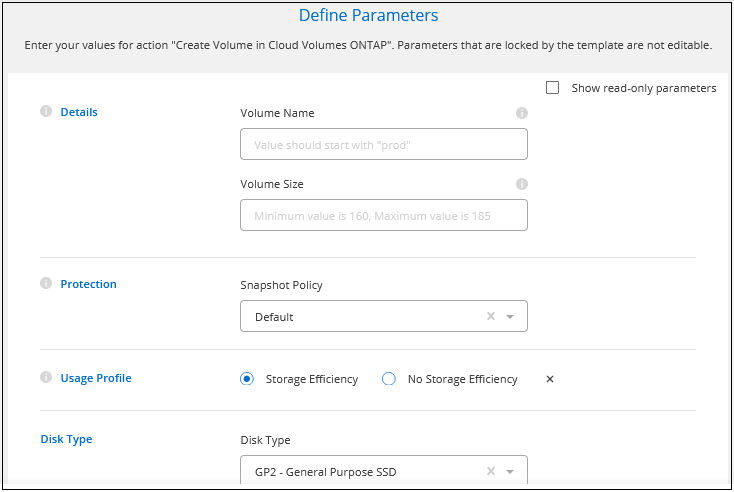 Define Parameters
Enter your values for action "Create Volume in Cloud Volumes ONTAP". Parameters that are locked by the template are not editable.
Show read-only parameters
Details
Volume Name
Value should start with "prod"
Volume Size
Minimum value is 160, Maximum value is 185
Protection
Snapshot Policy
Default
Usage Profile
Storage Efficiency
No Storage Efficiency
Disk Type
Disk Type
GP2 - General Purpose SSD